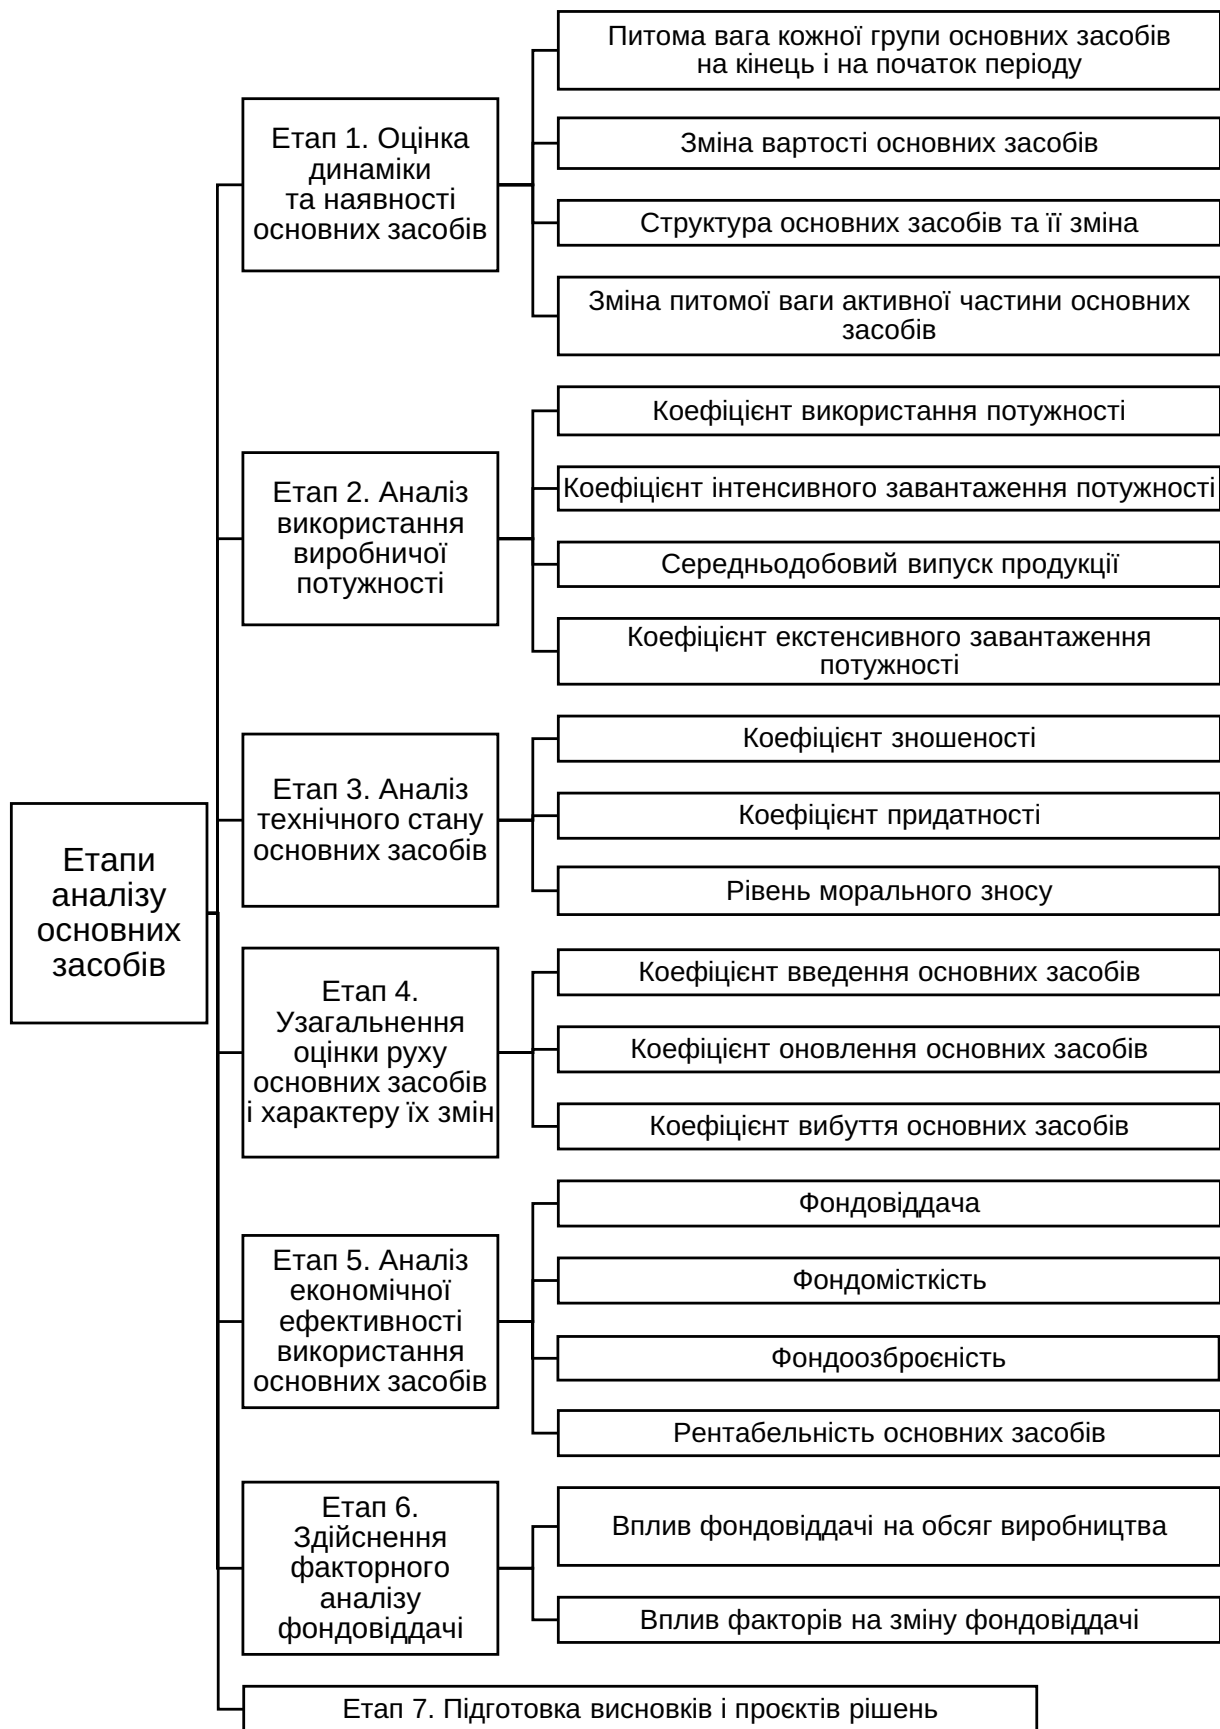 Етапи
аналізу
основних
засобів
Етап 1. Оцінка
динаміки
та наявності
основних засобів
Питома вага кожної групи основних засобів
на кінець і на початок періоду
Зміна вартості основних засобів
Структура основних засобів та її зміна
Зміна питомої ваги активної частини основних
засобів
Етап 2. Аналіз
використання
виробничої
потужності
Коефіцієнт використання потужності
Коефіцієнт інтенсивного завантаження потужності
Середньодобовий випуск продукції
Коефіцієнт екстенсивного завантаження
потужності
Етап 3. Аналіз
технічного стану
основних засобів
Коефіцієнт зношеності
Коефіцієнт придатності
Рівень морального зносу
Етап 4.
Узагальнення
оцінки руху
основних засобів
і характеру їх змін
Коефіцієнт введення основних засобів
Коефіцієнт оновлення основних засобів
Коефіцієнт вибуття основних засобів
Етап 5. Аналіз
економічної
ефективності
використання
основних засобів
Фондовіддача
Фондомісткість
Фондоозброєність
Рентабельність основних засобів
Етап 6.
Здійснення
факторного
аналізу
фондовіддачі
Вплив фондовіддачі на обсяг виробництва
Вплив факторів на зміну фондовіддачі
Етап 7. Підготовка висновків і проєктів рішень